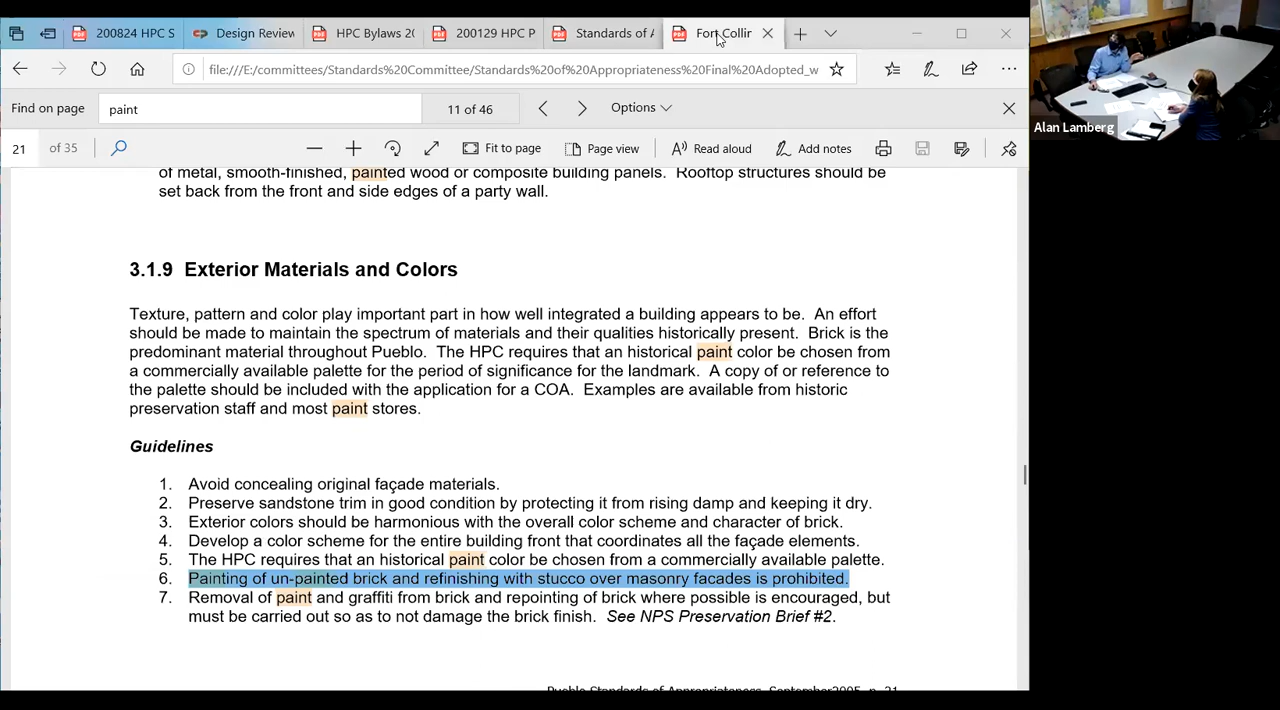 200824 HPC S
Design Review
HPC Bylaws 20
200129 HPC P
Standards of A
Fort Collin
file:///E:/committees/Standards%20Committee/Standards%20of%20Appropriateness%20Final%20Adopted_w
Find on page
paint
11 of 46
Options
21
of 35
Fit to page
Page view
Read aloud
Add notes
Alan Lamberg
of metal, smooth-finished, painted wood or composite building panels. Rooftop structures should be
set back from the front and side edges of a party wall.
3.1.9 Exterior Materials and Colors
Texture, pattern and color play important part in how well integrated a building appears to be. An effort
should be made to maintain the spectrum of materials and their qualities historically present. Brick is the
predominant material throughout Pueblo. The HPC requires that an historical paint color be chosen from
a commercially available palette for the period of significance for the landmark. A copy of or reference to
the palette should be included with the application for a COA. Examples are available from historic
preservation staff and most paint stores.
Guidelines
1. Avoid concealing original façade materials.
2. Preserve sandstone trim in good condition by protecting it from rising damp and keeping it dry.
3. Exterior colors should be harmonious with the overall color scheme and character of brick.
4. Develop a color scheme for the entire building front that coordinates all the façade elements.
5. The HPC requires that an historical paint color be chosen from a commercially available palette.
6. Painting of un-painted brick and refinishing with stucco over masonry facades is prohibited.
7. Removal of paint and graffiti from brick and repointing of brick where possible is encouraged, but
must be carried out so as to not damage the brick finish. See NPS Preservation Brief #2.
Pueblo Standards of Appropriateness, September2005, p. 21